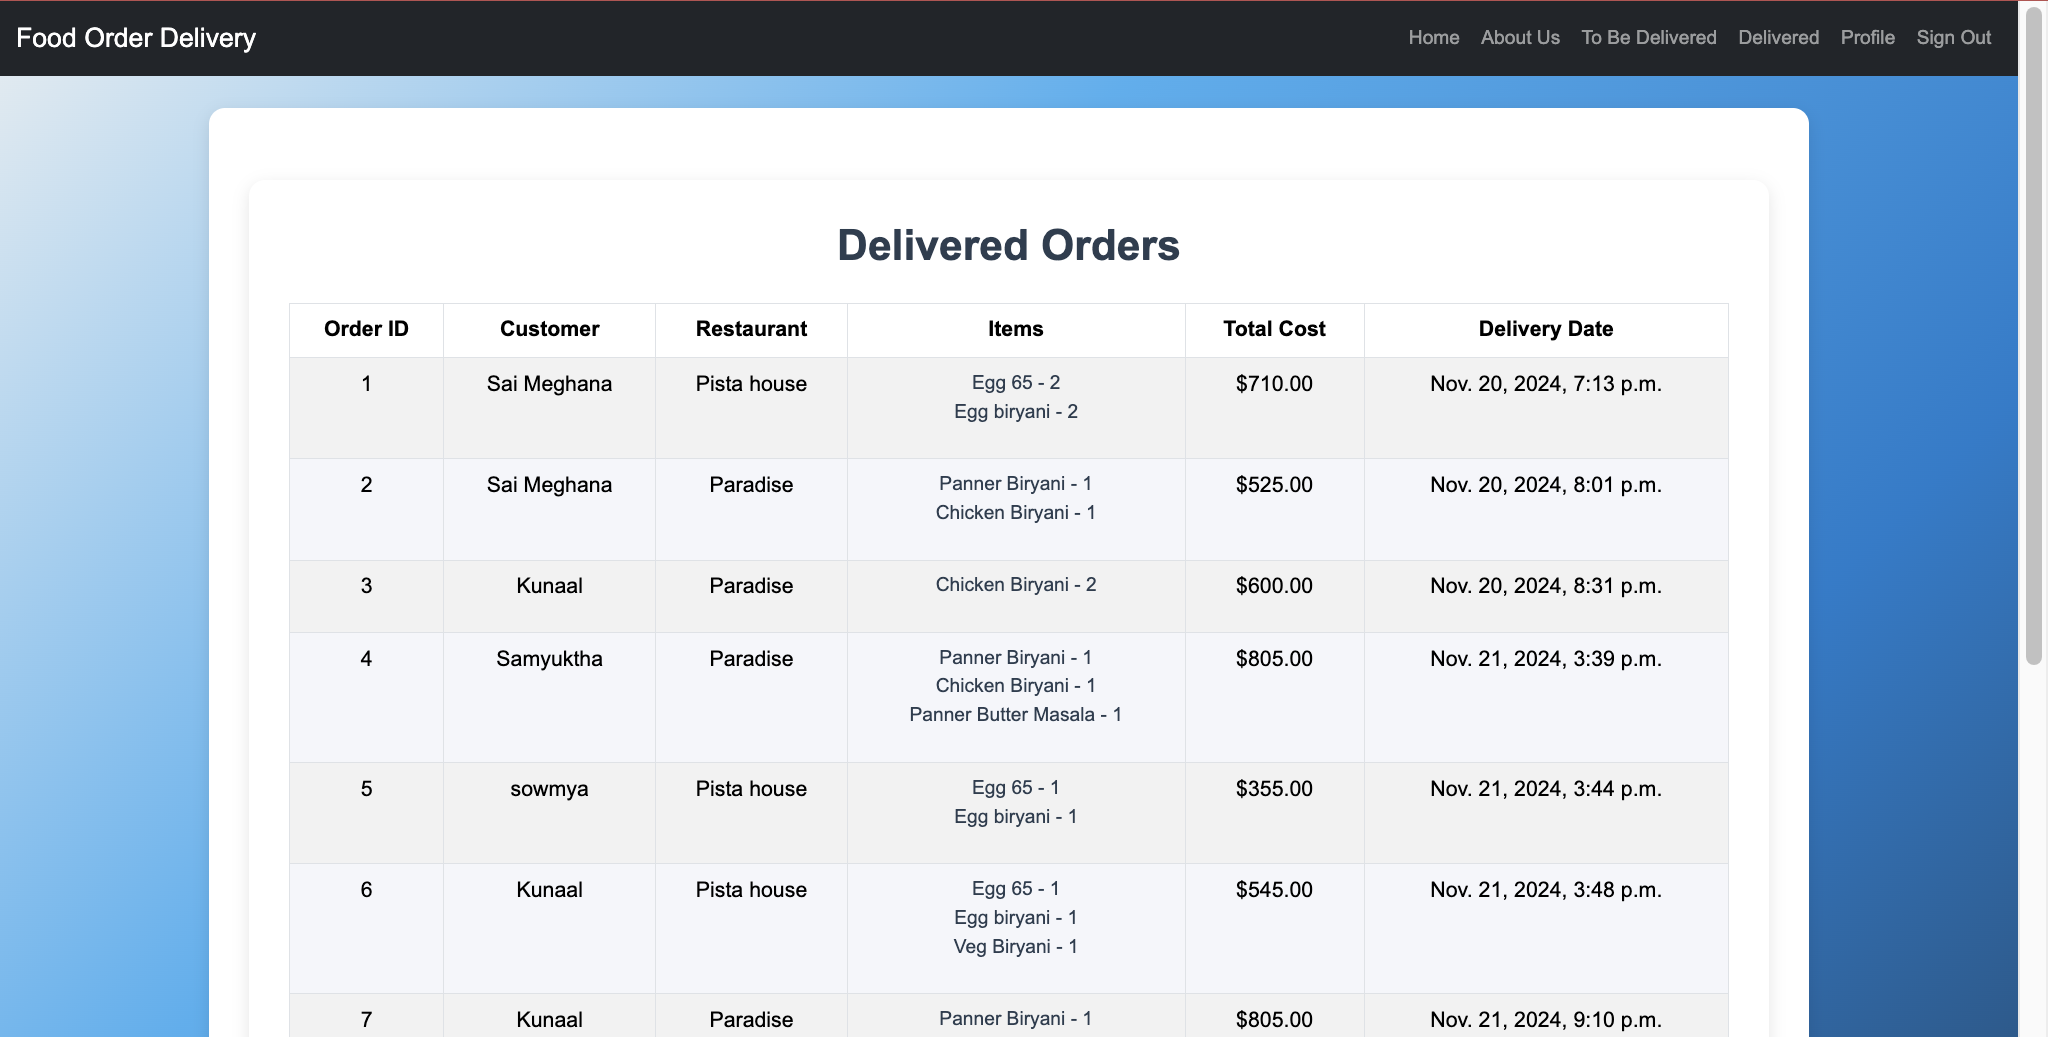 Food Order Delivery
Home About Us To Be Delivered Delivered Profile Sign Out
Delivered Orders
Order ID Customer Restaurant Items Total Cost Delivery Date
1 Sai Meghana Pista house Egg 65 - 2 $710.00 Nov. 20, 2024, 7:13 p.m.
Egg biryani - 2
2 Sai Meghana Paradise Panner Biryani - 1 $525.00 Nov. 20, 2024, 8:01 p.m.
Chicken Biryani - 1
3 Kunaal Paradise Chicken Biryani - 2 $600.00 Nov. 20, 2024, 8:31 p.m.
4 Samyuktha Paradise Panner Biryani - 1 $805.00 Nov. 21, 2024, 3:39 p.m.
Chicken Biryani - 1
Panner Butter Masala - 1
5 sowmya Pista house Egg 65 - 1 $355.00 Nov. 21, 2024, 3:44 p.m.
Egg biryani - 1
6 Kunaal Pista house Egg 65 - 1 $545.00 Nov. 21, 2024, 3:48 p.m.
Egg biryani - 1
Veg Biryani - 1
7 Kunaal Paradise Panner Biryani - 1 $805.00 Nov. 21, 2024, 9:10 p.m.